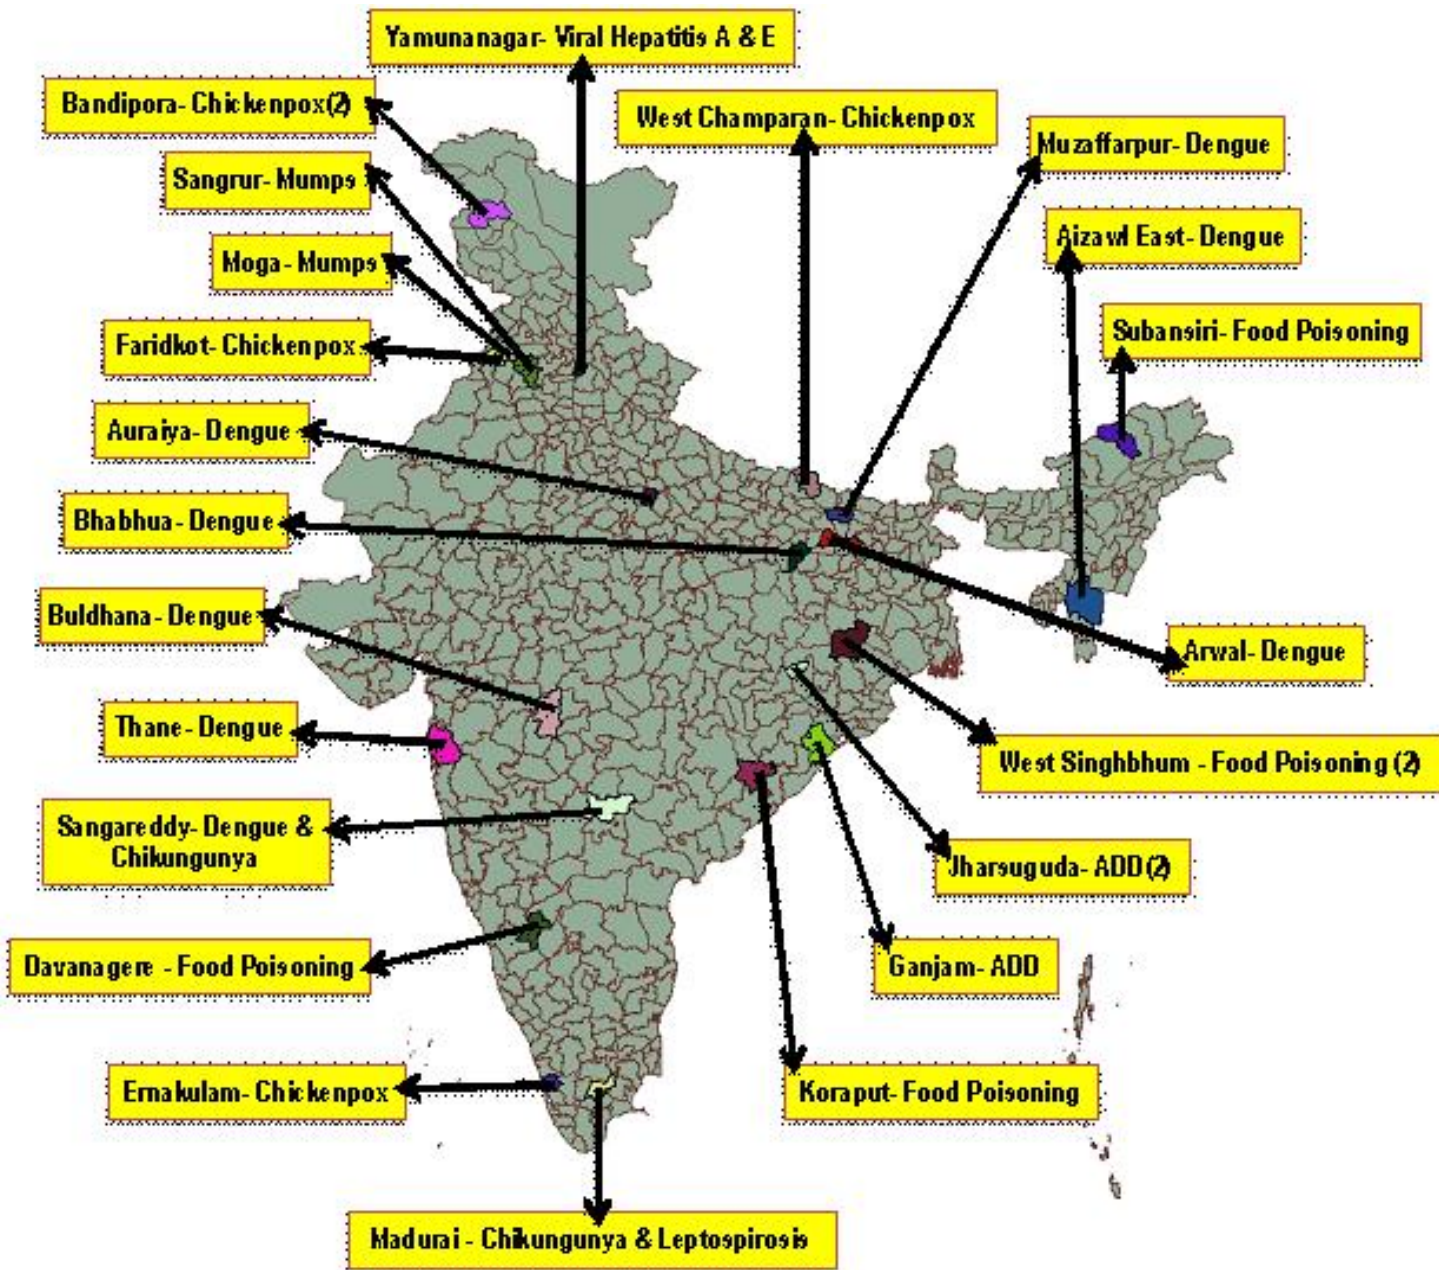 Yamunanagar- Viral Hepatitis A & E
Bandipora- Chickenpox(2)
West Champaran- Chickenpox
Muzaffarpur- Dengue
Sangrur- Mumps
Aizawl East- Dengue
Moga- Mumps
Subansiri- Food Poisoning
Faridkot- Chickenpox
Auraiya- Dengue
Bhabhua- Dengue
Buldhana- Dengue
Arwal- Dengue
Thane- Dengue
West Singhbhum - Food Poisoning (2)
Sangareddy- Dengue &
Chikungunya
Jharsuguda- ADD(2)
Davanagere - Food Poisoning
Ganjam- ADD
Ernakulam- Chickenpox
Koraput- Food Poisoning
Madurai - Chikungunya & Leptospirosis